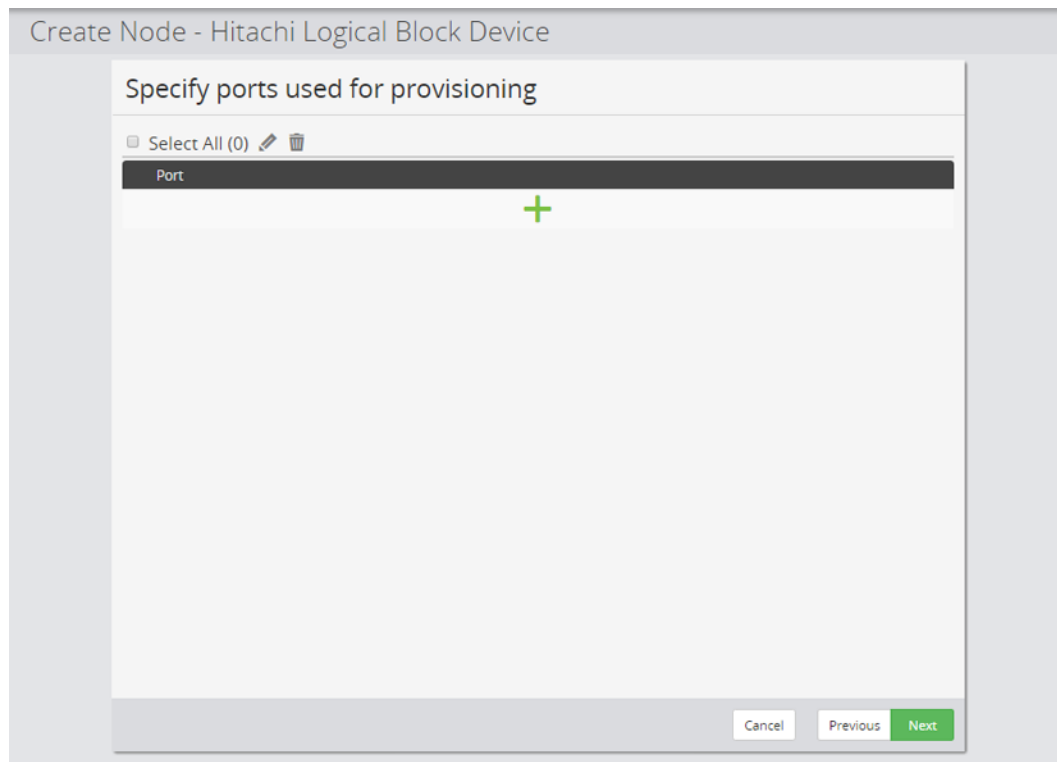 Create Node - Hitachi Logical Block Device
Specify ports used for provisioning
Select All (0)
Port
Cancel Previous Next